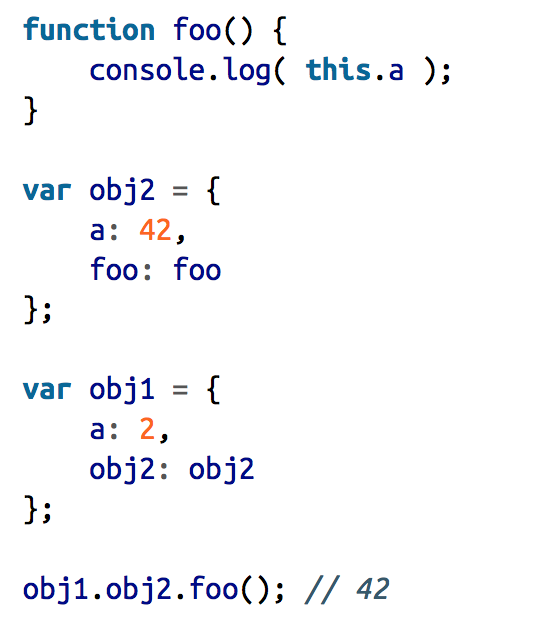 function foo() {
    console.log( this.a );
}

var obj2 = {
    a: 42,
    foo: foo
};

var obj1 = {
    a: 2,
    obj2: obj2
};

obj1.obj2.foo(); // 42